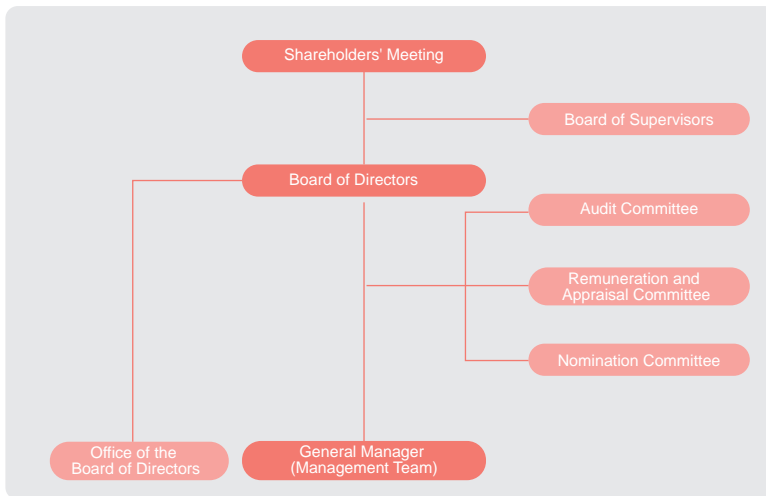 Shareholders' Meeting
Board of Supervisors
Board of Directors
Audit Committee
Remuneration and
Appraisal Committee
Nomination Committee
Office of the
Board of Directors
General Manager
(Management Team)